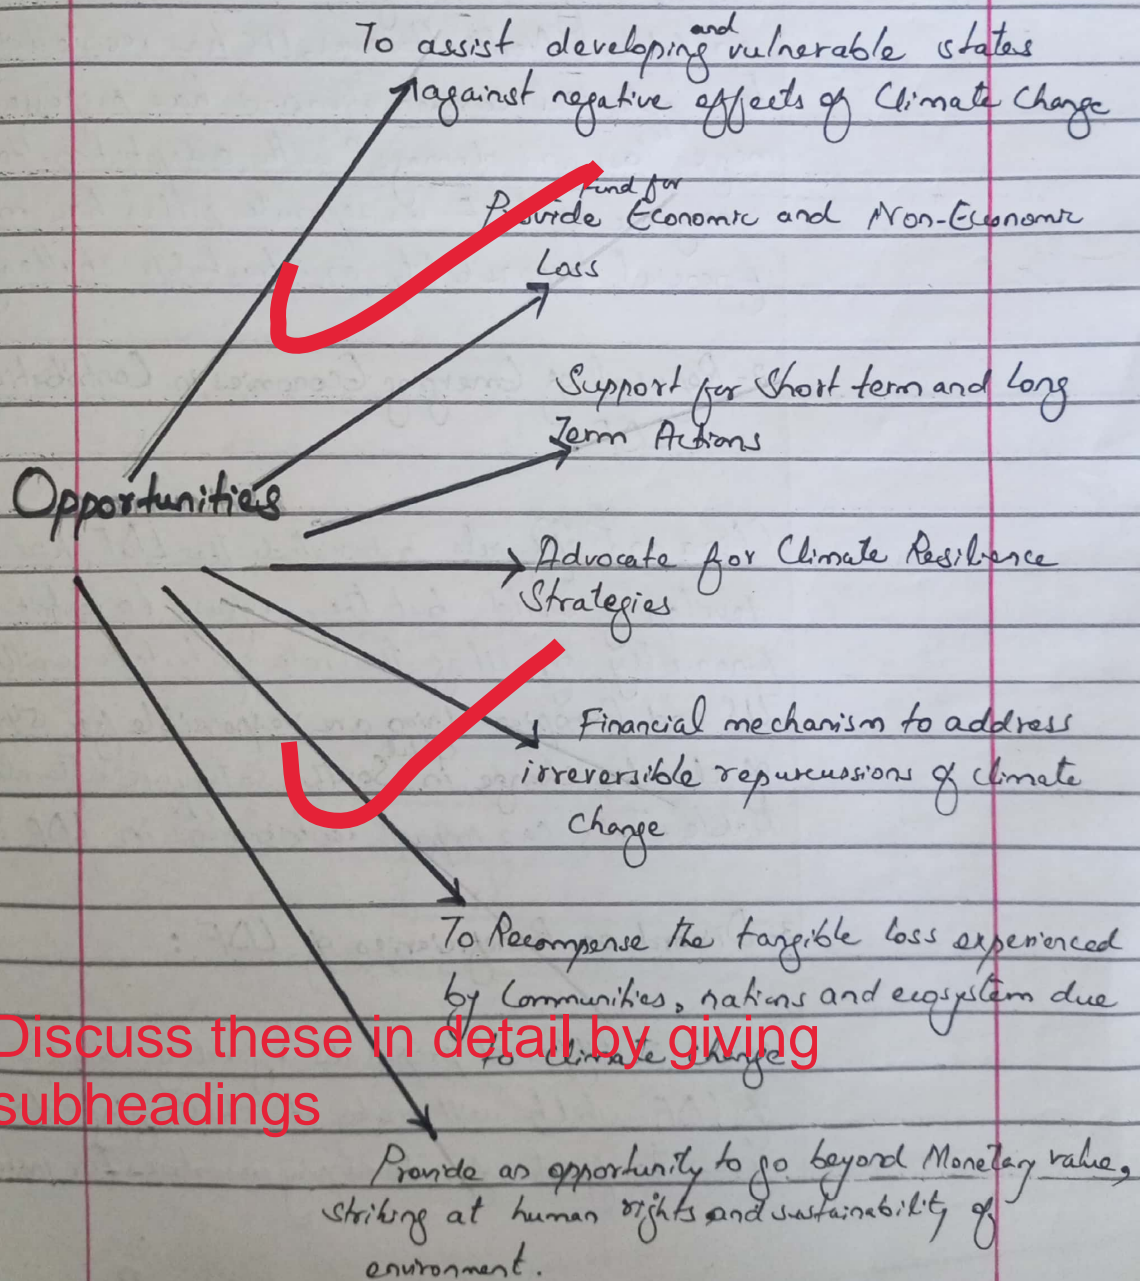 and
To assist developing vulnerable states
against negative effects of Climate Change
Fund for
Provide Economic and Non-Economic
Loss
Support for Short term and Long
Term Actions
Opportunities
Advocate for Climate Resilience
Strategies
Financial mechanism to address
irreversible repurcussions of climate
Change
To Recompense the tangible loss experienced
by Communities, nations and ecosystem due
to Climate change
Discuss these in detail by giving
subheadings
Provide an opportunity to go beyond Monetary value,
striking at human rights and sustainability of
environment.